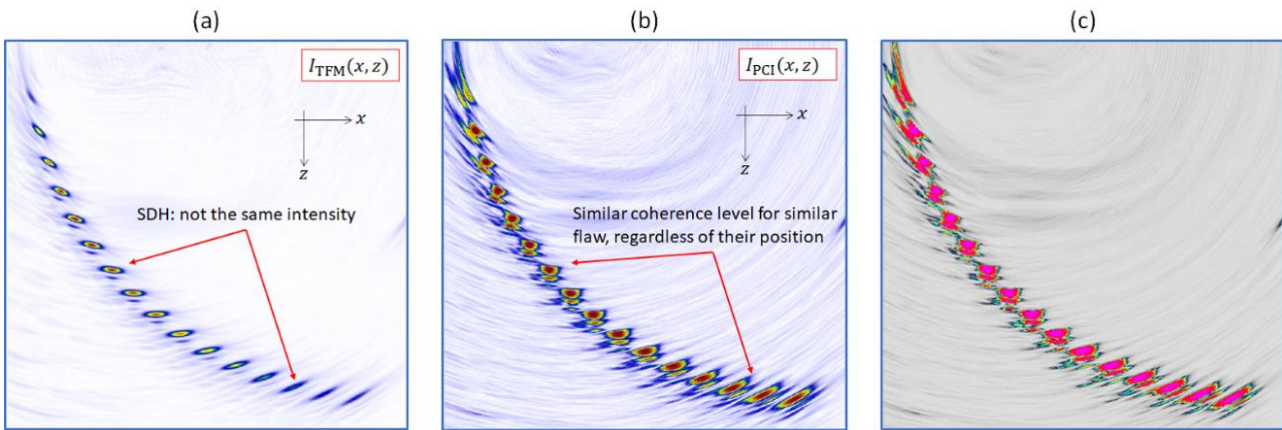 (a)
(b)
(c)
I_TFM(x, z)
x
z
SDH: not the same intensity
I_PCI(x, z)
x
z
Similar coherence level for similar
flaw, regardless of their position